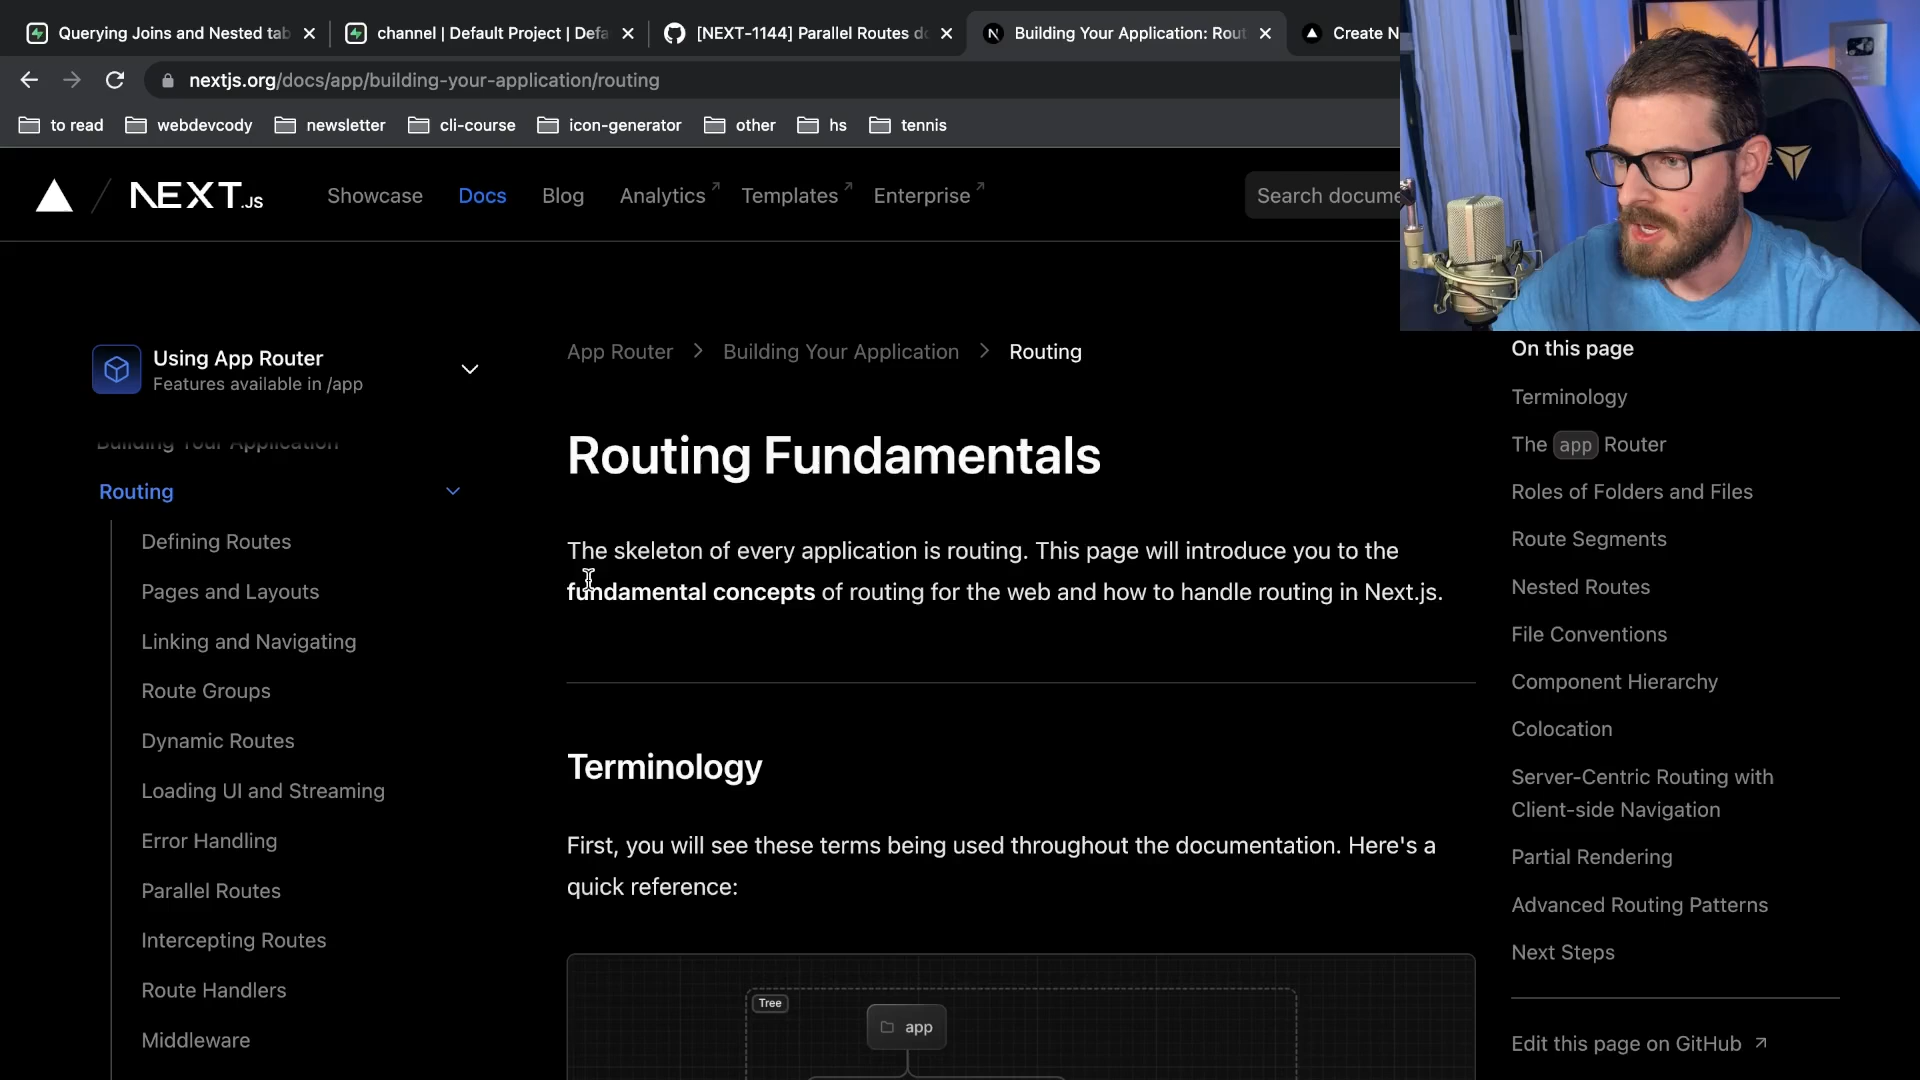 Querying Joins and Nested tab
channel | Default Project | Defa
[NEXT-1144] Parallel Routes do
Building Your Application: Rout
Create N
nextjs.org/docs/app/building-your-application/routing
to read
webdevcody
newsletter
cli-course
icon-generator
other
hs
tennis
NEXT.JS
Showcase
Docs
Blog
Analytics
Templates
Enterprise
Search docume
Using App Router
Features available in /app
Building Your Application
Routing
Defining Routes
Pages and Layouts
Linking and Navigating
Route Groups
Dynamic Routes
Loading UI and Streaming
Error Handling
Parallel Routes
Intercepting Routes
Route Handlers
Middleware
App Router > Building Your Application > Routing
Routing Fundamentals
The skeleton of every application is routing. This page will introduce you to the
fundamental concepts of routing for the web and how to handle routing in Next.js.
Terminology
First, you will see these terms being used throughout the documentation. Here's a
quick reference:
Tree
app
On this page
Terminology
The app Router
Roles of Folders and Files
Route Segments
Nested Routes
File Conventions
Component Hierarchy
Colocation
Server-Centric Routing with
Client-side Navigation
Partial Rendering
Advanced Routing Patterns
Next Steps
Edit this page on GitHub